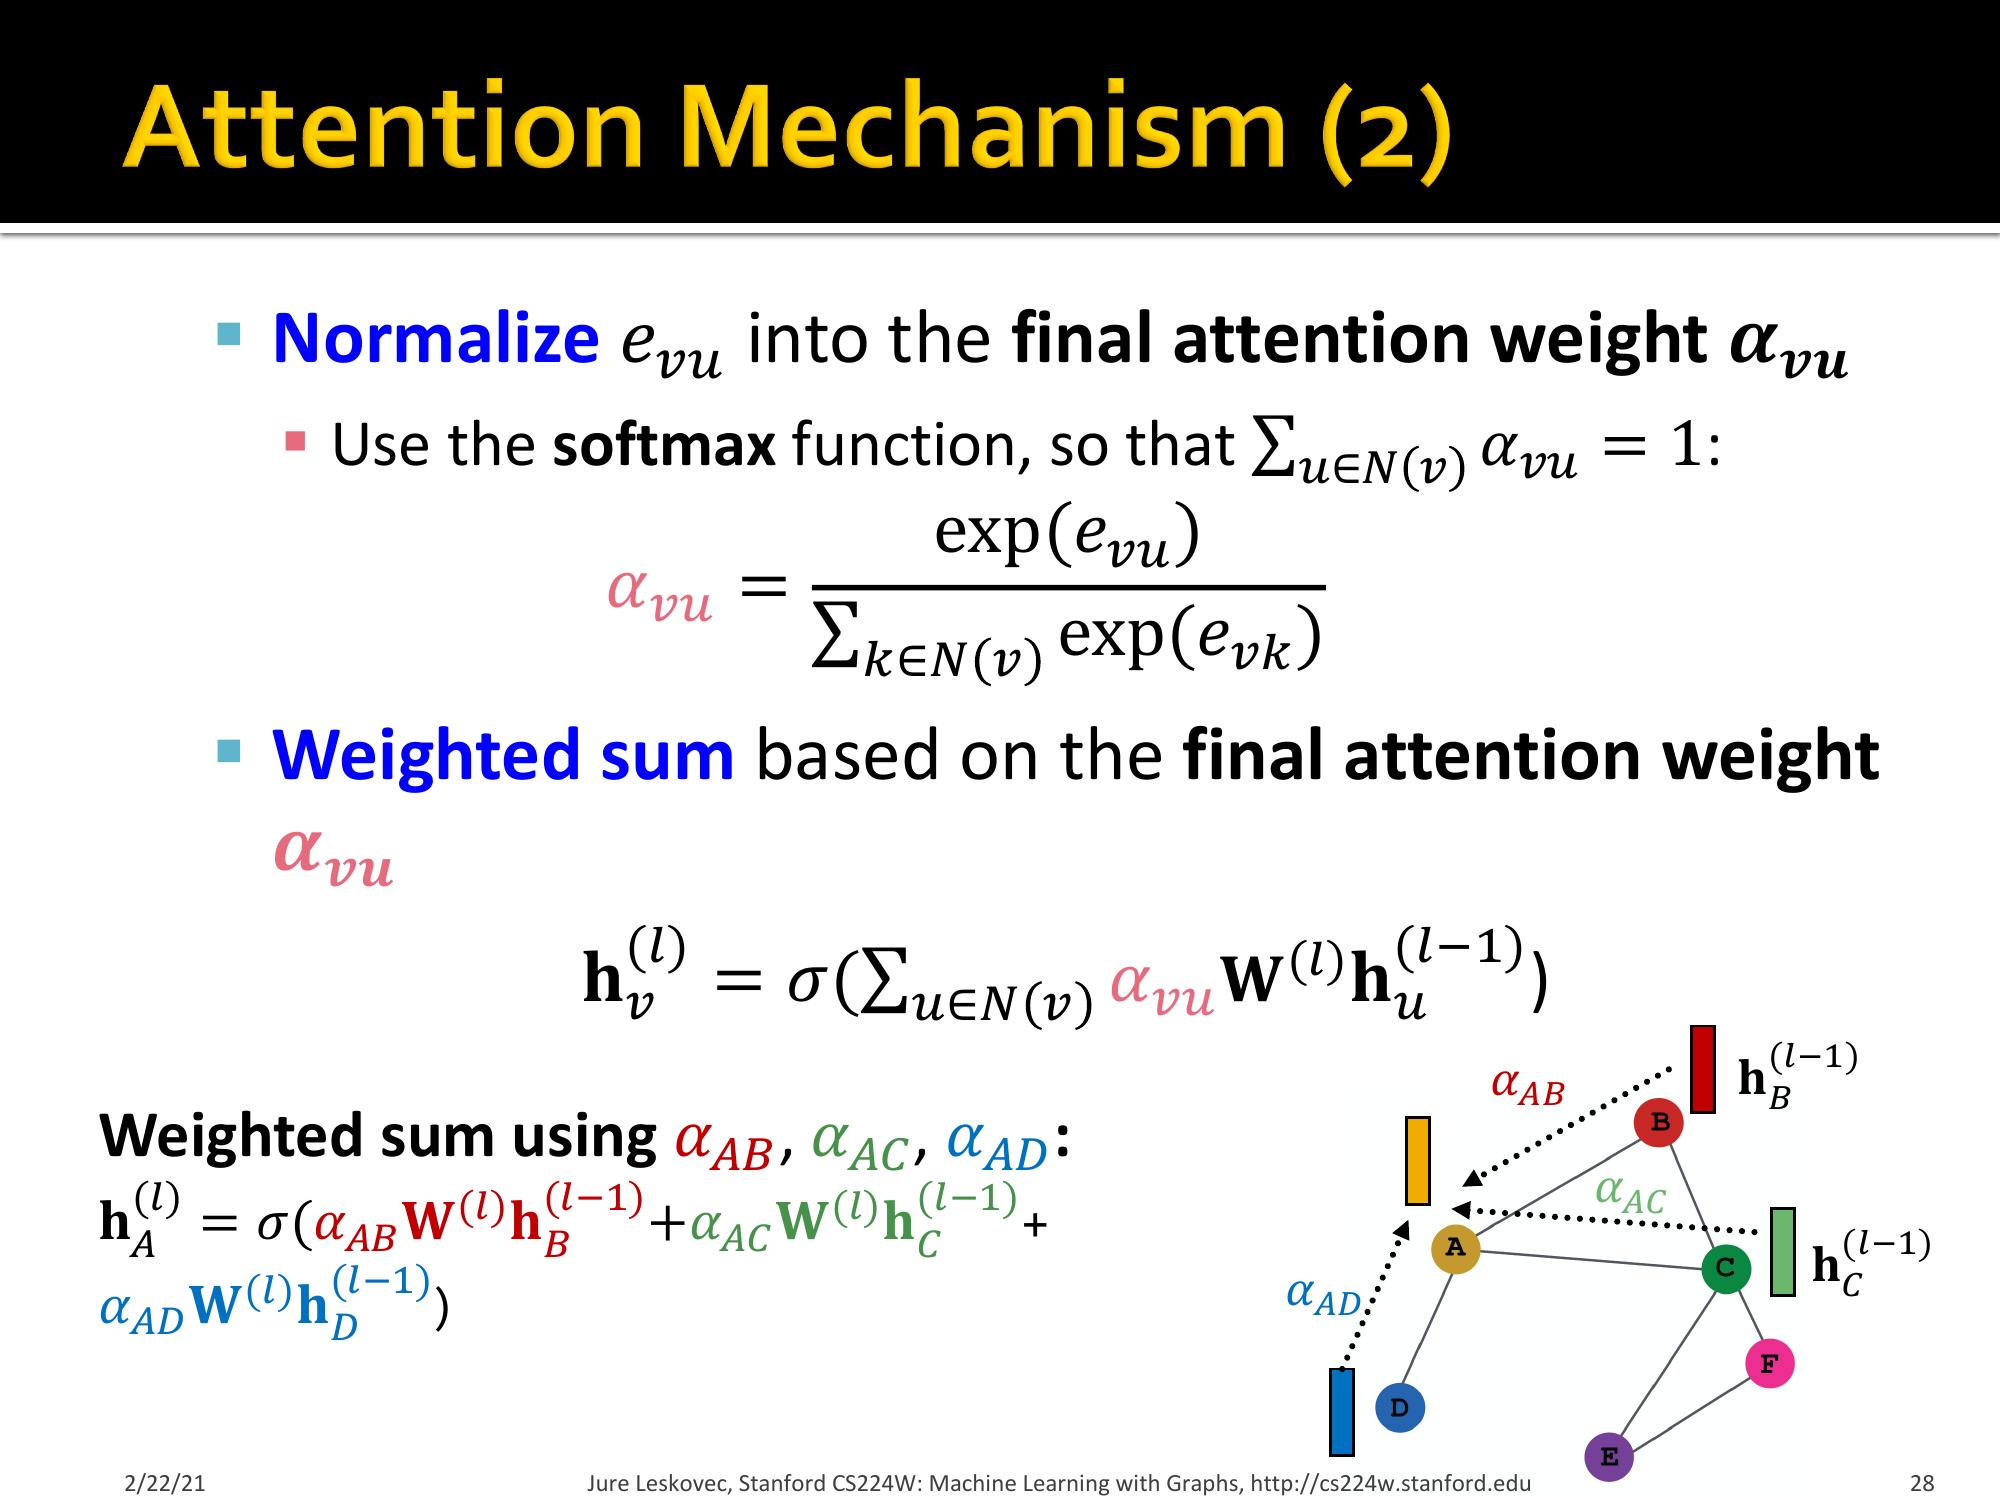 Attention Mechanism (2)
▪ Normalize $e_{vu}$ into the final attention weight $\boldsymbol{\alpha}_{vu}$
▪ Use the softmax function, so that $\sum_{u \in N(v)} \alpha_{vu} = 1$:
$\alpha_{vu} = \frac{\exp(e_{vu})}{\sum_{k \in N(v)} \exp(e_{vk})}$
▪ Weighted sum based on the final attention weight
$\boldsymbol{\alpha}_{vu}$
$\mathbf{h}_v^{(l)} = \sigma(\sum_{u \in N(v)} \alpha_{vu} \mathbf{W}^{(l)} \mathbf{h}_u^{(l-1)})$
Weighted sum using $\alpha_{AB}$, $\alpha_{AC}$, $\alpha_{AD}$:
$\mathbf{h}_A^{(l)} = \sigma(\alpha_{AB} \mathbf{W}^{(l)} \mathbf{h}_B^{(l-1)} + \alpha_{AC} \mathbf{W}^{(l)} \mathbf{h}_C^{(l-1)} +$
$\alpha_{AD} \mathbf{W}^{(l)} \mathbf{h}_D^{(l-1)})$
$\alpha_{AB}$
$\mathbf{h}_B^{(l-1)}$
B
$\alpha_{AC}$
A
C
$\mathbf{h}_C^{(l-1)}$
$\alpha_{AD}$
F
D
E
2/22/21
Jure Leskovec, Stanford CS224W: Machine Learning with Graphs, http://cs224w.stanford.edu
28